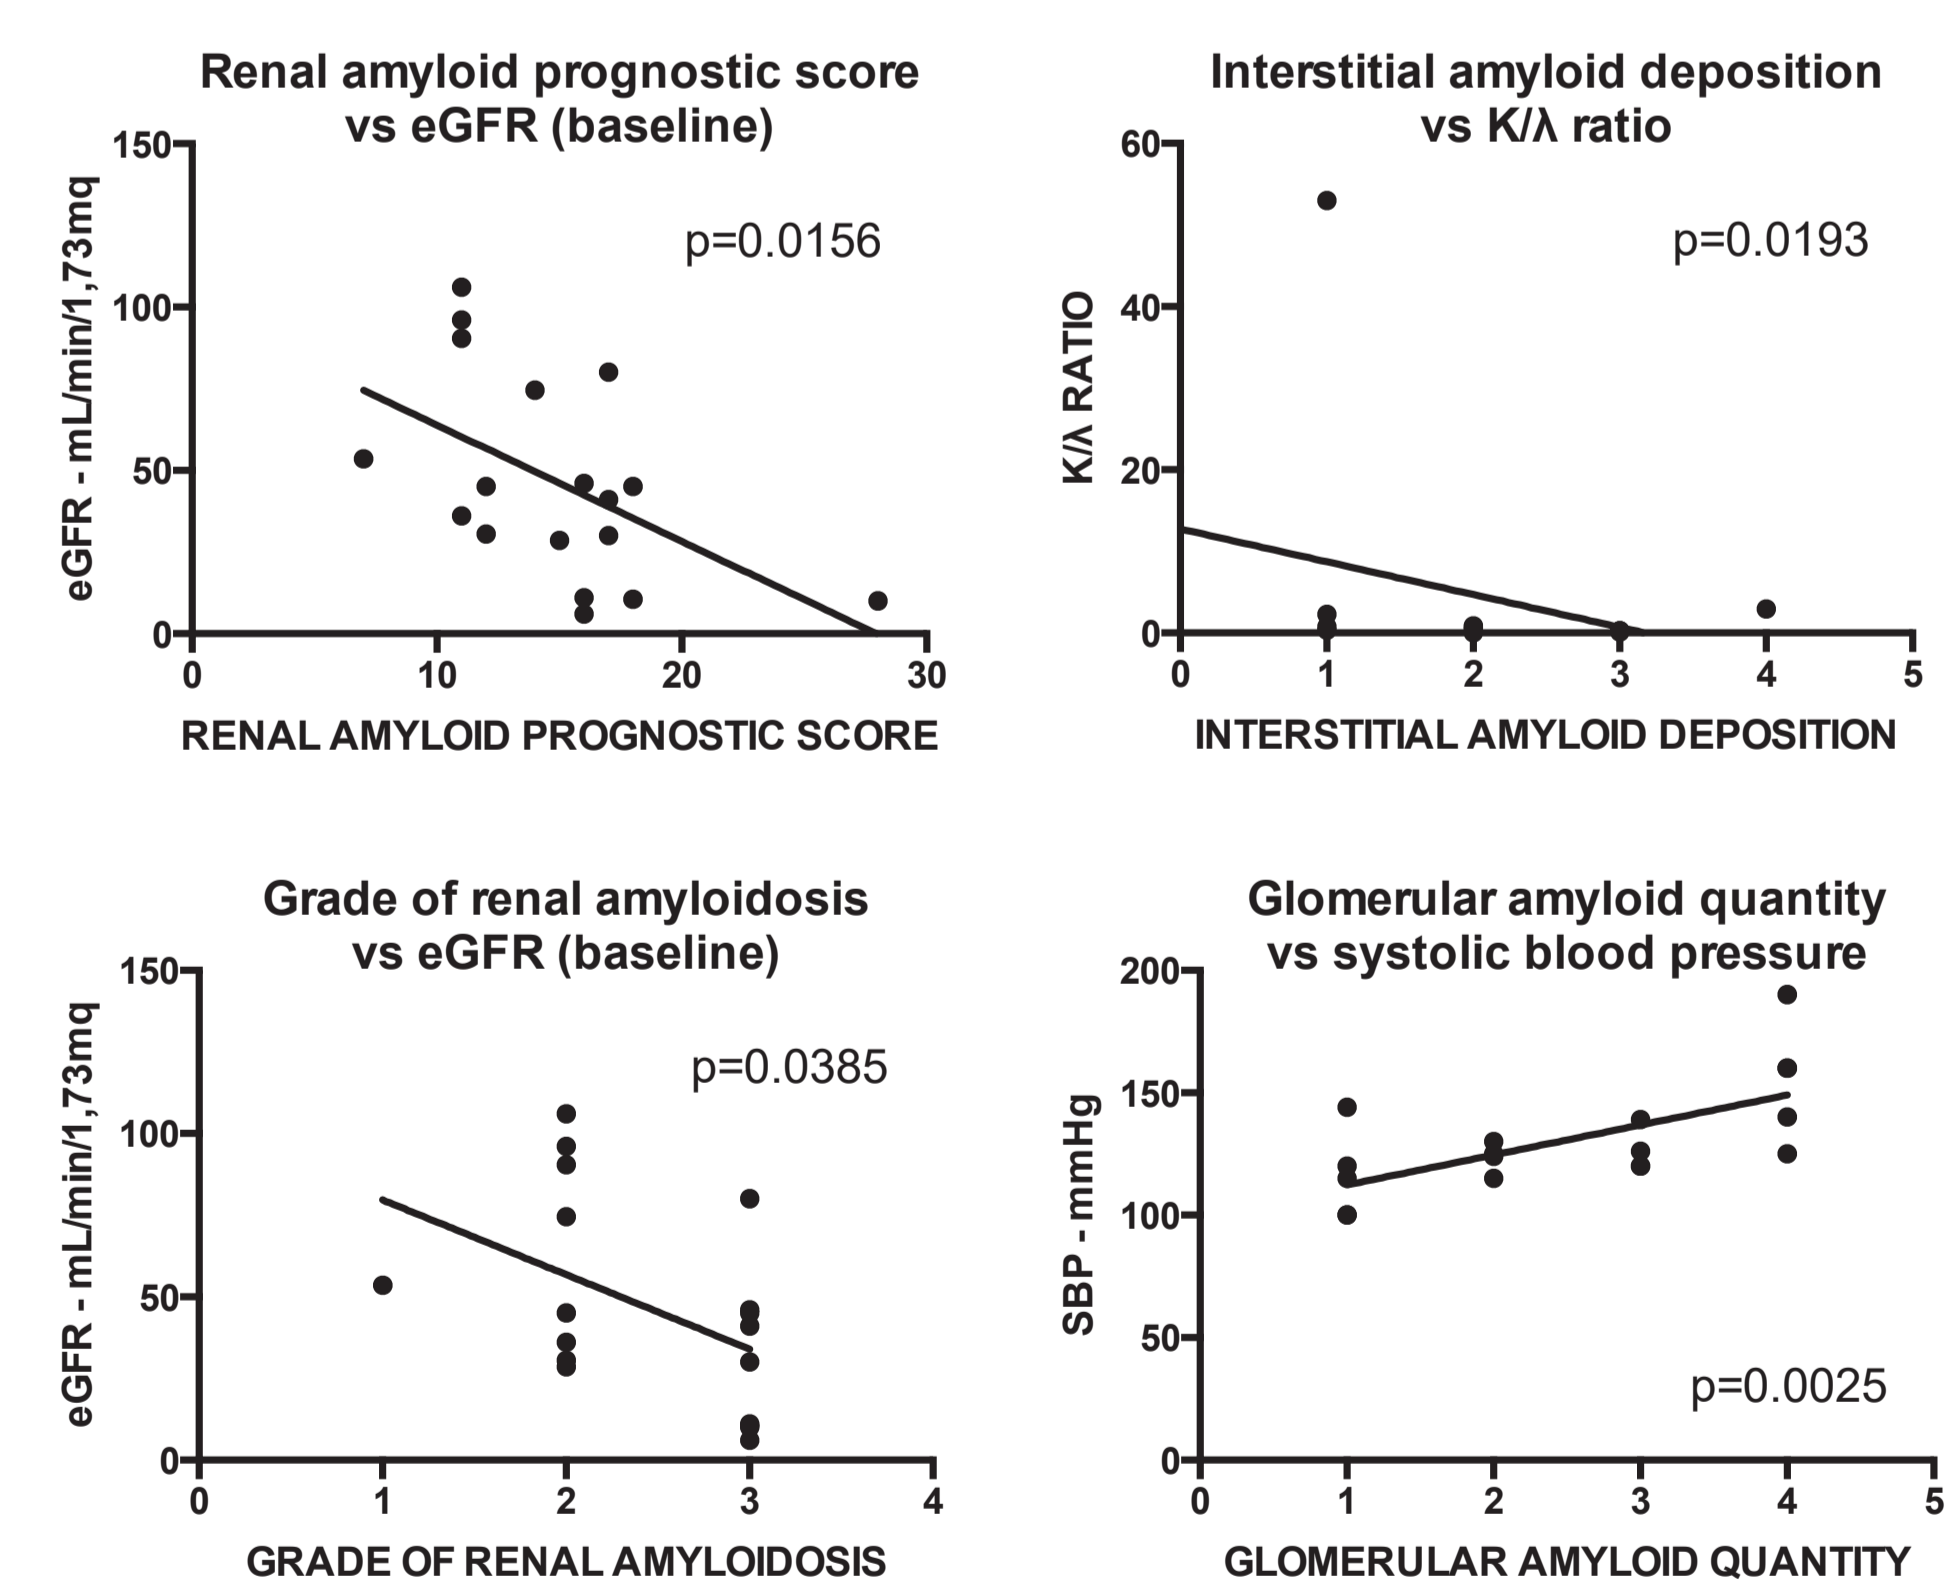 Renal amyloid prognostic score
vs eGFR (baseline)
150
100
50
0
eGFR - mL/min/1,73mq
p=0.0156
0 10 20 30
RENAL AMYLOID PROGNOSTIC SCORE
Interstitial amyloid deposition
vs K/λ ratio
60
40
20
0
K/λ RATIO
p=0.0193
0 1 2 3 4 5
INTERSTITIAL AMYLOID DEPOSITION
Grade of renal amyloidosis
vs eGFR (baseline)
150
100
50
0
eGFR - mL/min/1,73mq
p=0.0385
0 1 2 3 4
GRADE OF RENAL AMYLOIDOSIS
Glomerular amyloid quantity
vs systolic blood pressure
200
150
100
50
0
SBP - mmHg
p=0.0025
0 1 2 3 4 5
GLOMERULAR AMYLOID QUANTITY